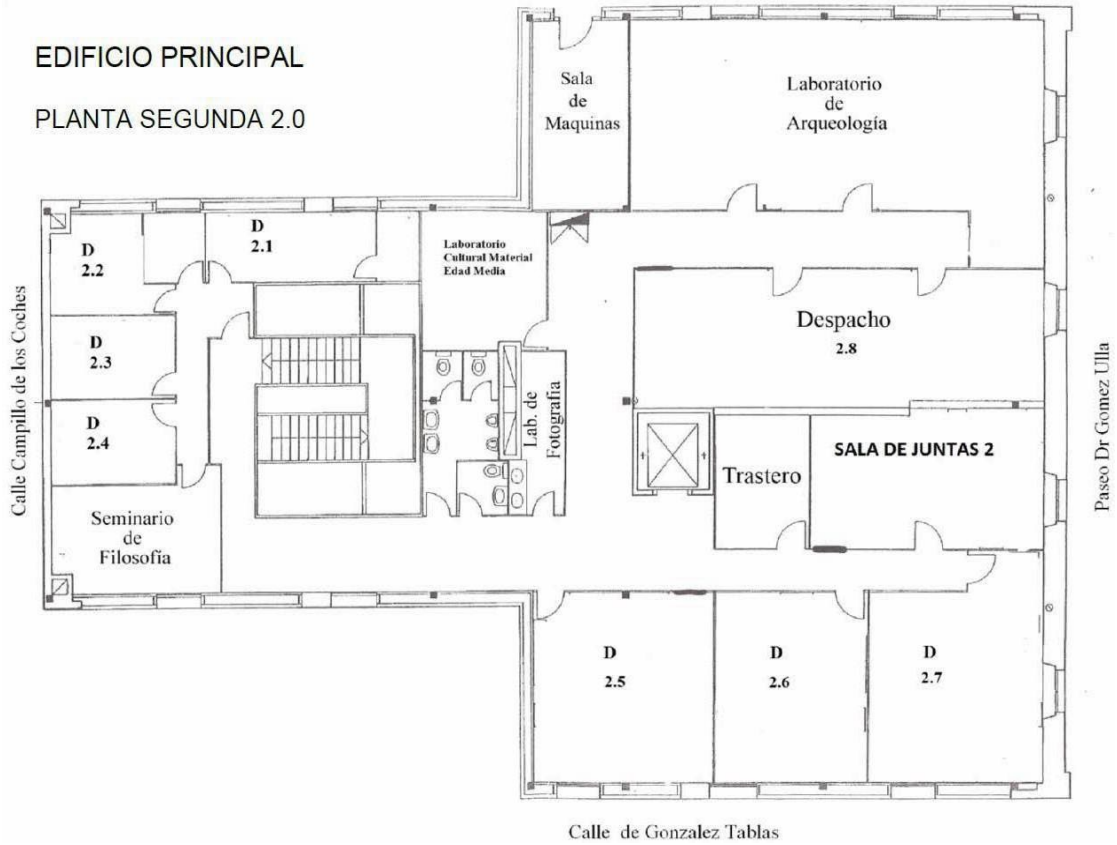 EDIFICIO PRINCIPAL
PLANTA SEGUNDA 2.0
Sala
de
Maquinas
Laboratorio
de
Arqueología
D
2.1
D
2.2
Laboratorio
Cultural Material
Edad Media
D
2.3
Despacho
2.8
D
2.4
Lab. de
Fotografia
Trastero
SALA DE JUNTAS 2
Seminario
de
Filosofía
D
2.5
D
2.6
D
2.7
Calle Campillo de los Coches
Paseo Dr Gomez Ulla
Calle de Gonzalez Tablas